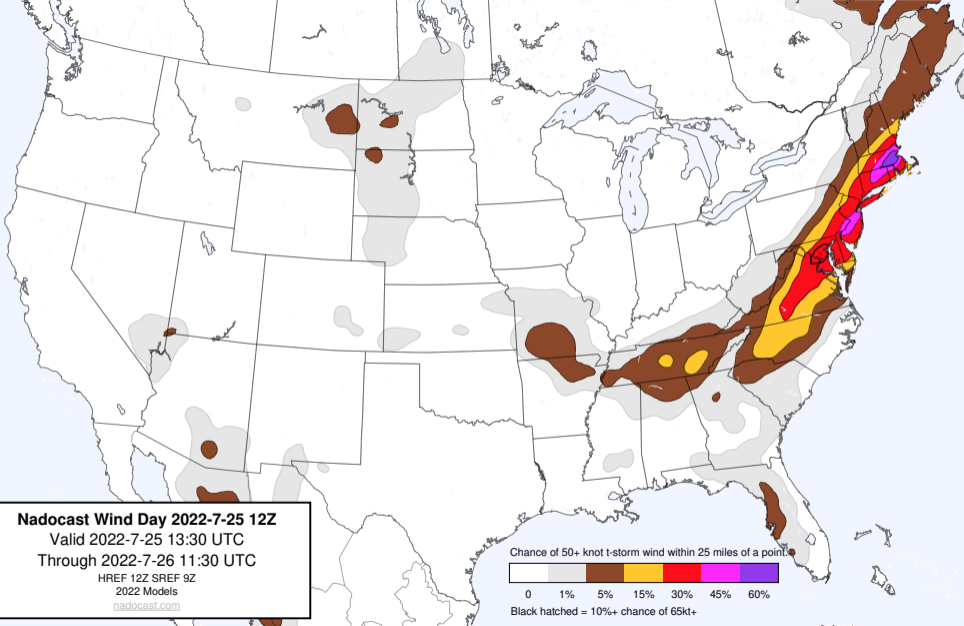 Nadocast Wind Day 2022-7-25 12Z
Valid 2022-7-25 13:30 UTC
Through 2022-7-26 11:30 UTC
HREF 12Z SREF 9Z
2022 Models
nadocast.com
Chance of 50+ knot t-storm wind within 25 miles of a point.
0 1% 5% 15% 30% 45% 60%
Black hatched = 10%+ chance of 65kt+